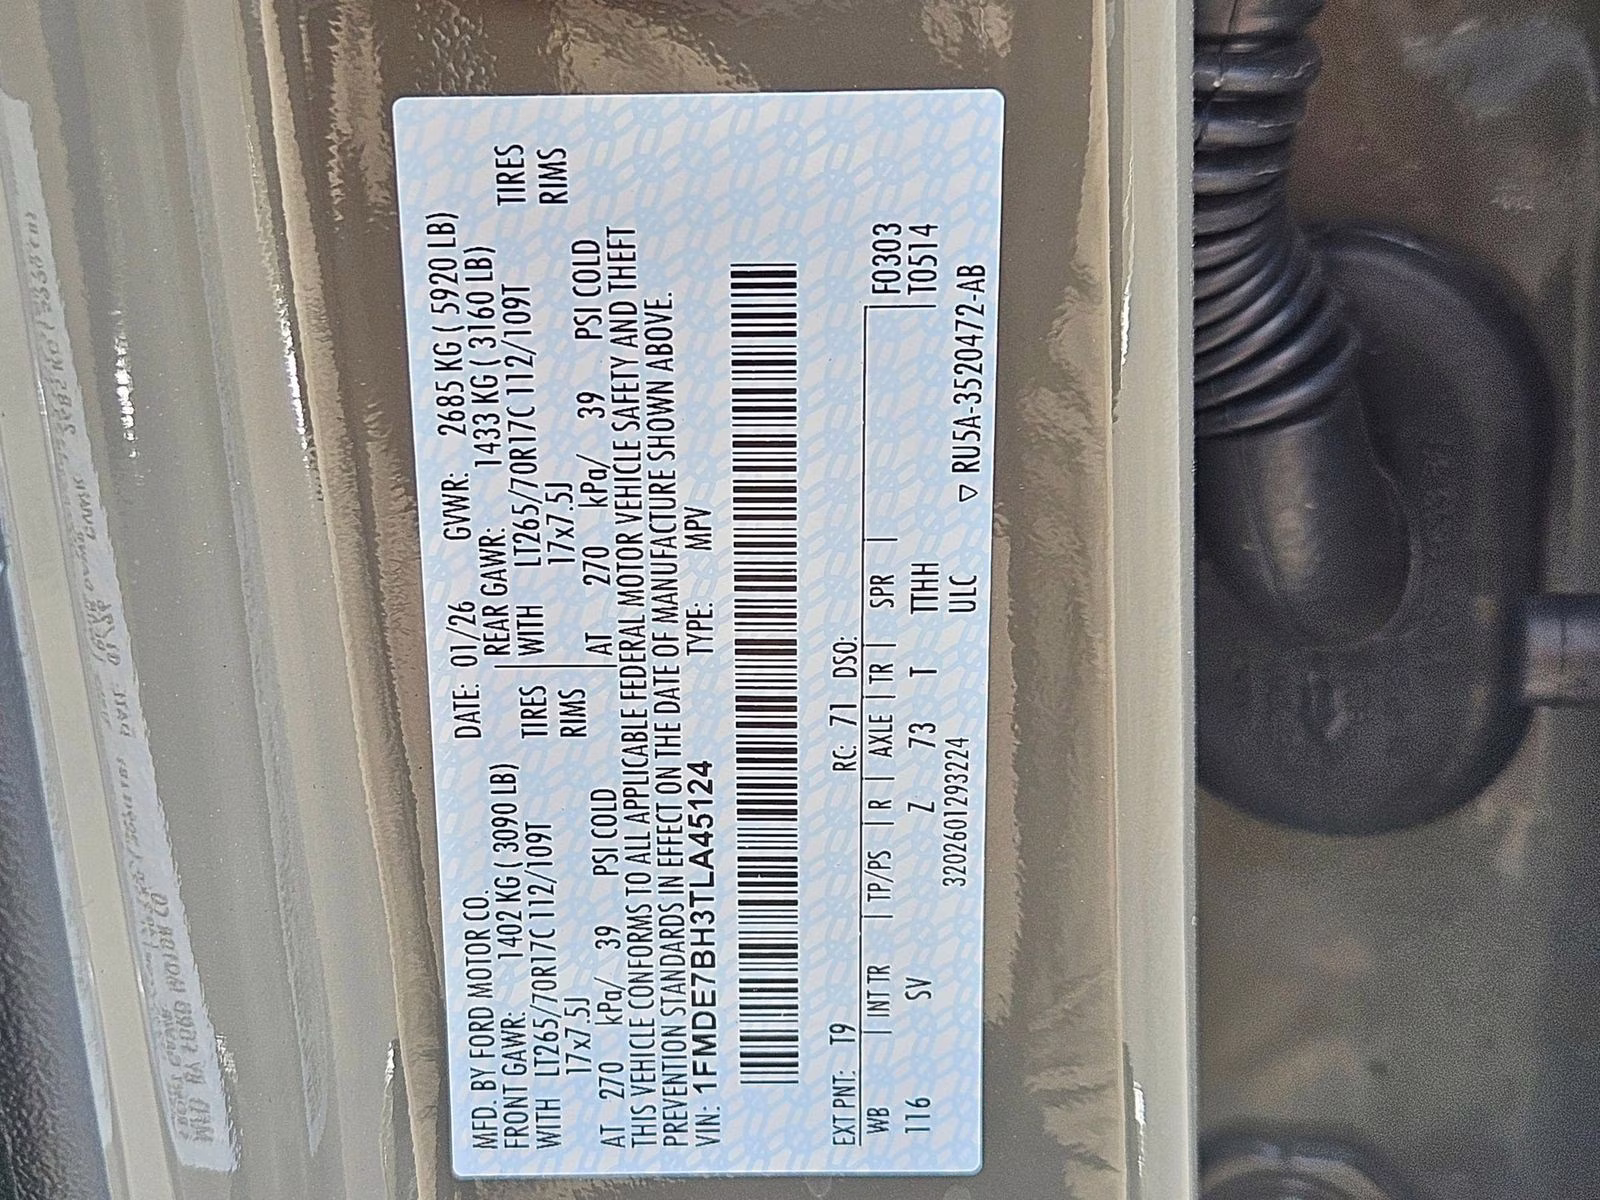 MFD. BY FORD MOTOR CO.
DATE: 01/26 GVWR: 2685 KG ( 5920 LB)
FRONT GAWR: 1402 KG ( 3090 LB) REAR GAWR: 1433 KG ( 3160 LB)
WITH LT265/70R17C 112/109T TIRES WITH LT265/70R17C 112/109T TIRES
17x7.5J RIMS 17x7.5J RIMS
AT 270 kPa/ 39 PSI COLD AT 270 kPa/ 39 PSI COLD
THIS VEHICLE CONFORMS TO ALL APPLICABLE FEDERAL MOTOR VEHICLE SAFETY AND THEFT
PREVENTION STANDARDS IN EFFECT ON THE DATE OF MANUFACTURE SHOWN ABOVE.
VIN: 1FMDE7BH3TLA45124 TYPE: MPV
EXT PNT: T9 RC: 71 DSO: F0303
WB | INT TR | TP/PS | R | AXLE | TR | SPR | T0514
116 SV Z 73 T TTHH
3202601293224 ULC ▽ RU5A-3520472-AB